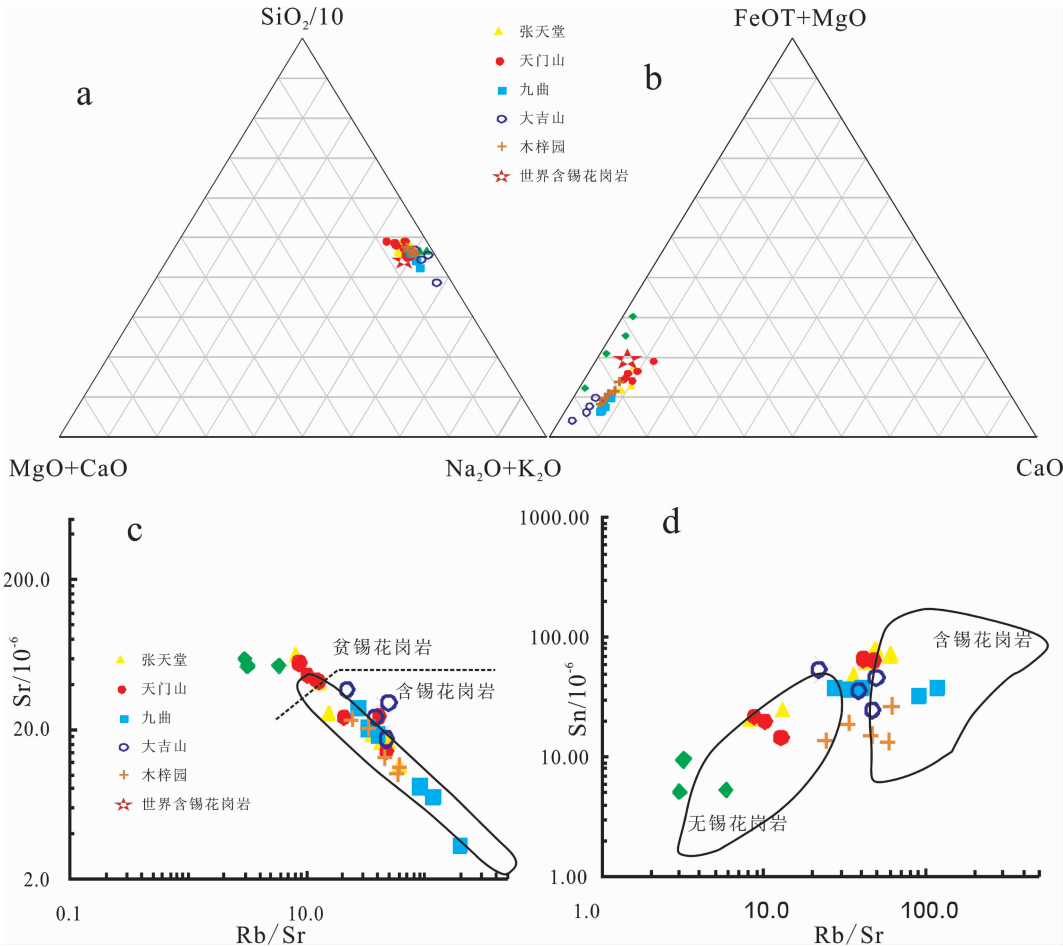 SiO₂/10
FeOT+MgO
a
b
张天堂
天门山
九曲
大吉山
木梓园
世界含锡花岗岩
MgO+CaO
Na₂O+K₂O
CaO
c
200.0
20.0
2.0
Sr/10⁻⁶
贫锡花岗岩
含锡花岗岩
张天堂
天门山
九曲
大吉山
木梓园
世界含锡花岗岩
0.1
10.0
Rb/Sr
d
1000.00
100.00
10.00
1.00
Sn/10⁻⁶
含锡花岗岩
无锡花岗岩
1.0
10.0
100.0
Rb/Sr